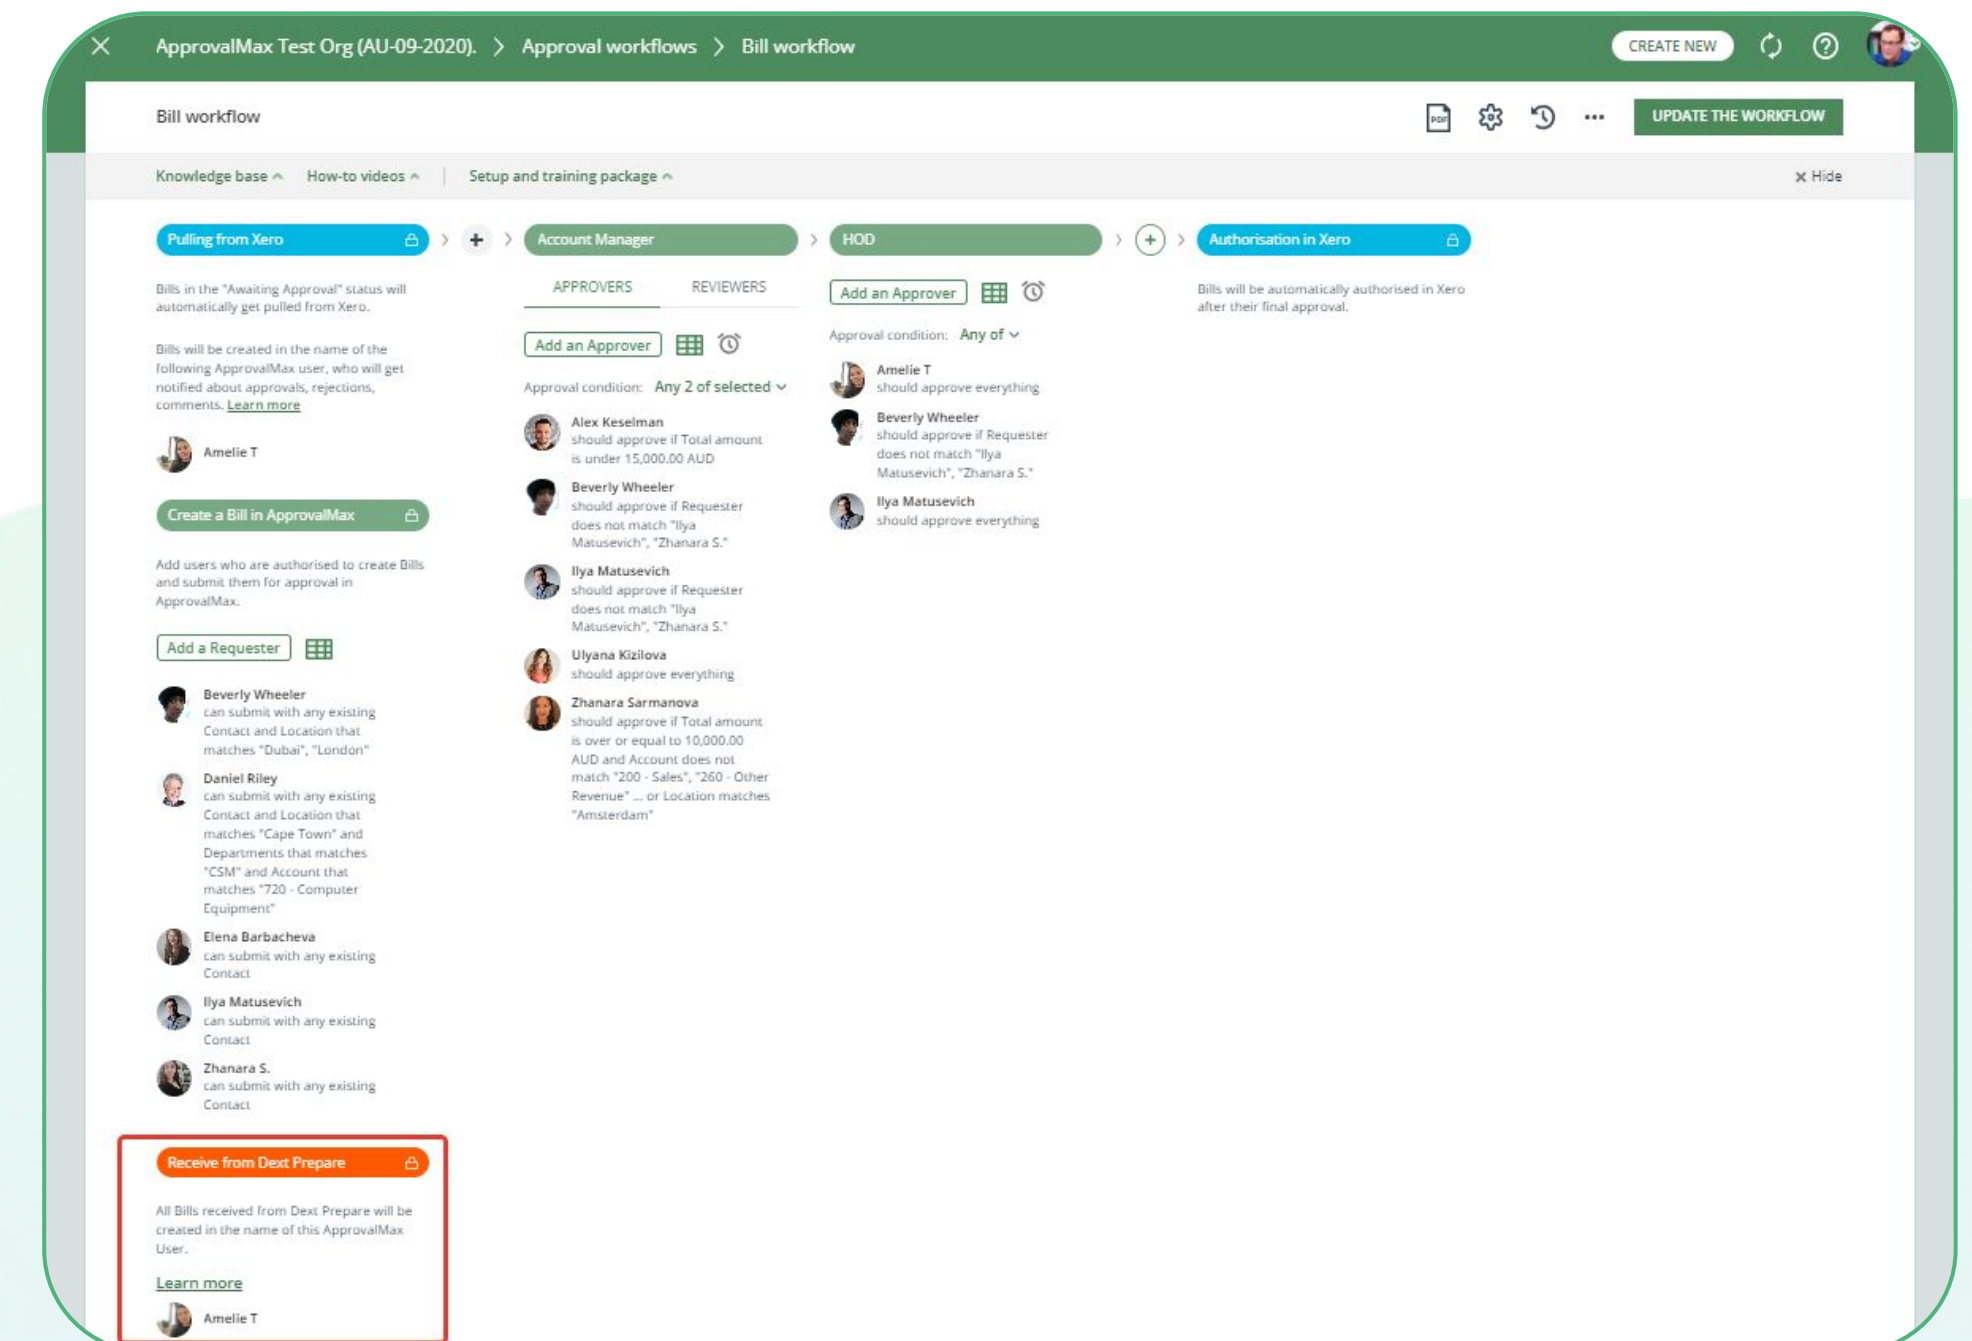 ApprovalMax Test Org (AU-09-2020). > Approval workflows > Bill workflow
CREATE NEW
Bill workflow
PDF
UPDATE THE WORKFLOW
Knowledge base
How-to videos
Setup and training package
Hide
Pulling from Xero
Bills in the "Awaiting Approval" status will
automatically get pulled from Xero.
Bills will be created in the name of the
following ApprovalMax user, who will get
notified about approvals, rejections,
comments. Learn more
Amelie T
Create a Bill in ApprovalMax
Add users who are authorised to create Bills
and submit them for approval in
ApprovalMax.
Add a Requester
Beverly Wheeler
can submit with any existing
Contact and Location that
matches "Dubai", "London"
Daniel Riley
can submit with any existing
Contact and Location that
matches "Cape Town" and
Departments that matches
"CSM" and Account that
matches "720 - Computer
Equipment"
Elena Barbacheva
can submit with any existing
Contact
Ilya Matusevich
can submit with any existing
Contact
Zhanara S.
can submit with any existing
Contact
Receive from Dext Prepare
All Bills received from Dext Prepare will be
created in the name of this ApprovalMax
User.
Learn more
Amelie T
Account Manager
APPROVERS
REVIEWERS
Add an Approver
Approval condition: Any 2 of selected
Alex Keselman
should approve if Total amount
is under 15,000.00 AUD
Beverly Wheeler
should approve if Requester
does not match "Ilya
Matusevich", "Zhanara S."
Ilya Matusevich
should approve if Requester
does not match "Ilya
Matusevich", "Zhanara S."
Ulyana Kizilova
should approve everything
Zhanara Sarmanova
should approve if Total amount
is over or equal to 10,000.00
AUD and Account does not
match "200 - Sales", "260 - Other
Revenue" ... or Location matches
"Amsterdam"
HOD
Add an Approver
Approval condition: Any of
Amelie T
should approve everything
Beverly Wheeler
should approve if Requester
does not match "Ilya
Matusevich", "Zhanara S."
Ilya Matusevich
should approve everything
Authorisation in Xero
Bills will be automatically authorised in Xero
after their final approval.